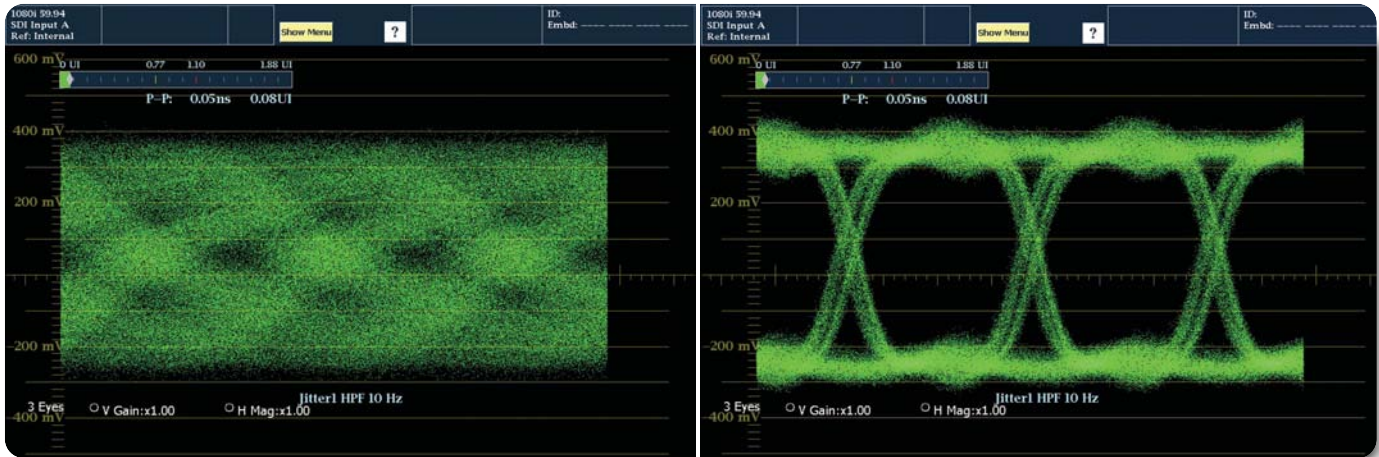 1080i 59.94
SDI Input A
Ref: Internal
Show Menu
?
ID:
Embd: ---- ---- ---- ----
600 mV
0 UI 0.77 1.10 1.88 UI
P-P: 0.05ns 0.08UI
400 mV
200 mV
-200 mV
Jitter1 HPF 10 Hz
3 Eyes V Gain:x1.00 H Mag:x1.00
-400 mV
1080i 59.94
SDI Input A
Ref: Internal
Show Menu
?
ID:
Embd: ---- ---- ---- ----
600 mV
0 UI 0.77 1.10 1.88 UI
P-P: 0.05ns 0.08UI
400 mV
200 mV
-200 mV
Jitter1 HPF 10 Hz
3 Eyes V Gain:x1.00 H Mag:x1.00
-400 mV